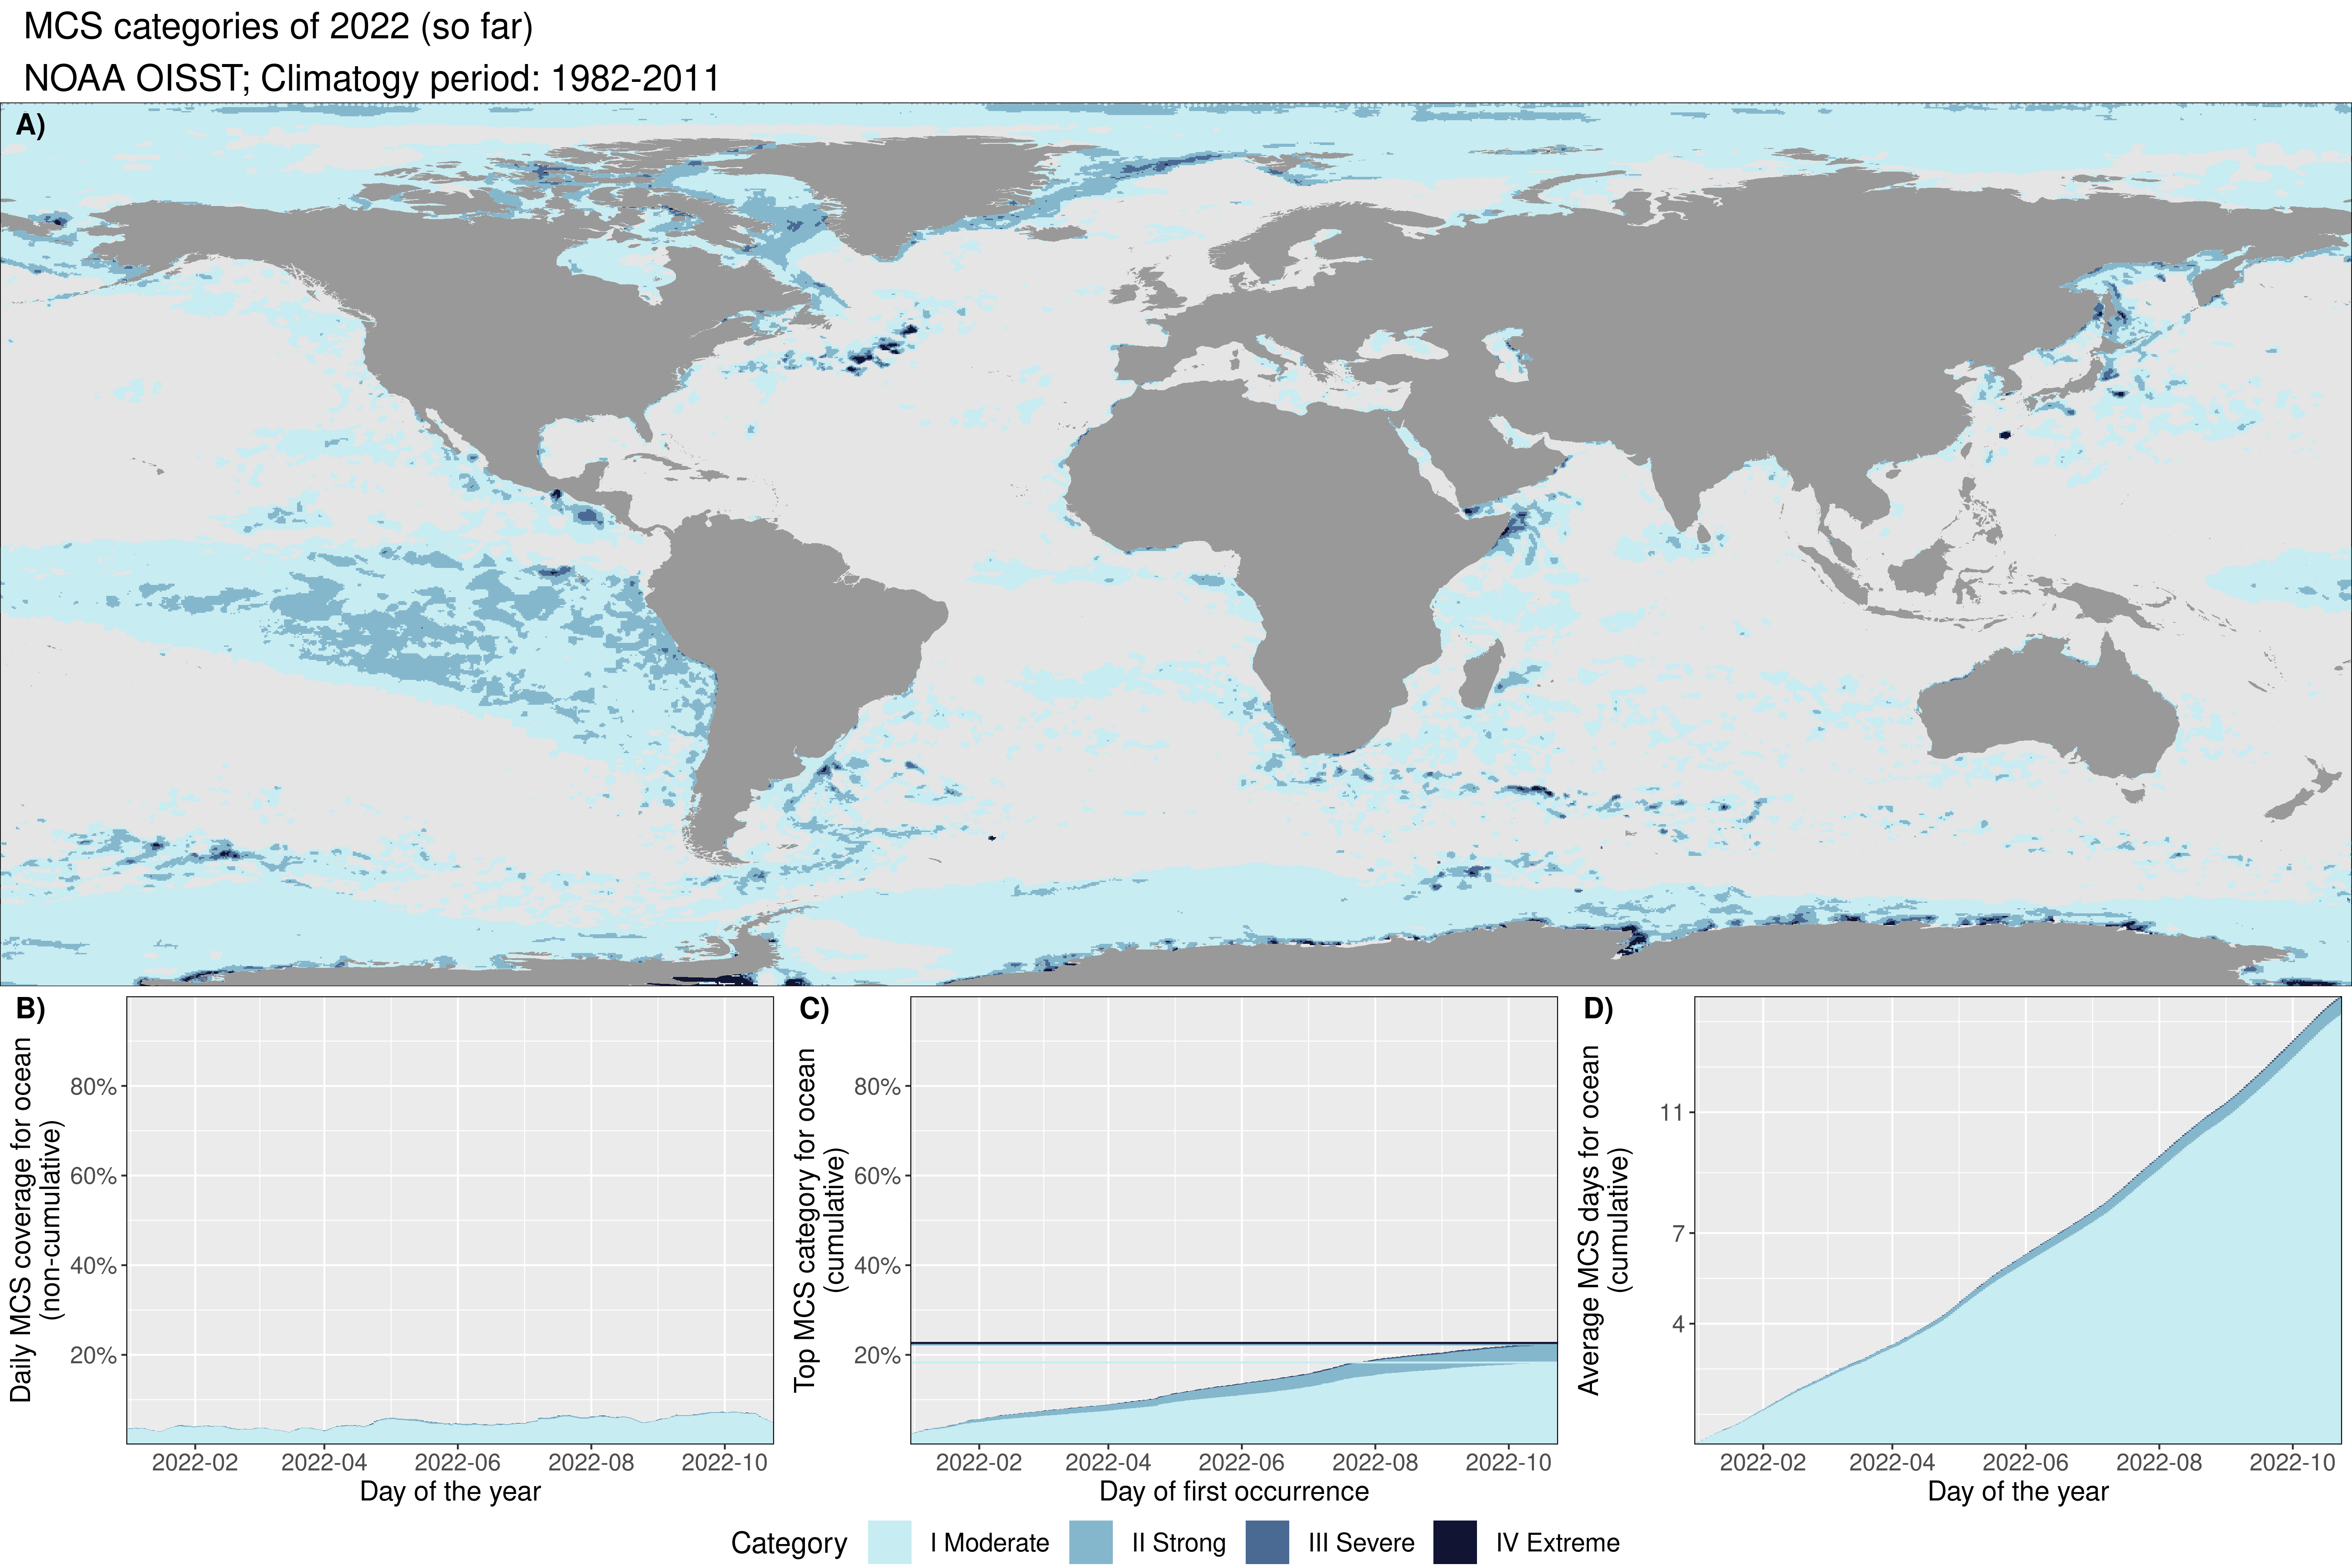 MCS categories of 2022 (so far)
NOAA OISST; Climatogy period: 1982-2011
A)
B)
Daily MCS coverage for ocean
(non-cumulative)
80%
60%
40%
20%
2022-02
2022-04
2022-06
2022-08
2022-10
Day of the year
C)
Top MCS category for ocean
(cumulative)
80%
60%
40%
20%
2022-02
2022-04
2022-06
2022-08
2022-10
Day of first occurrence
D)
Average MCS days for ocean
(cumulative)
11
7
4
2022-02
2022-04
2022-06
2022-08
2022-10
Day of the year
Category
I Moderate
II Strong
III Severe
IV Extreme